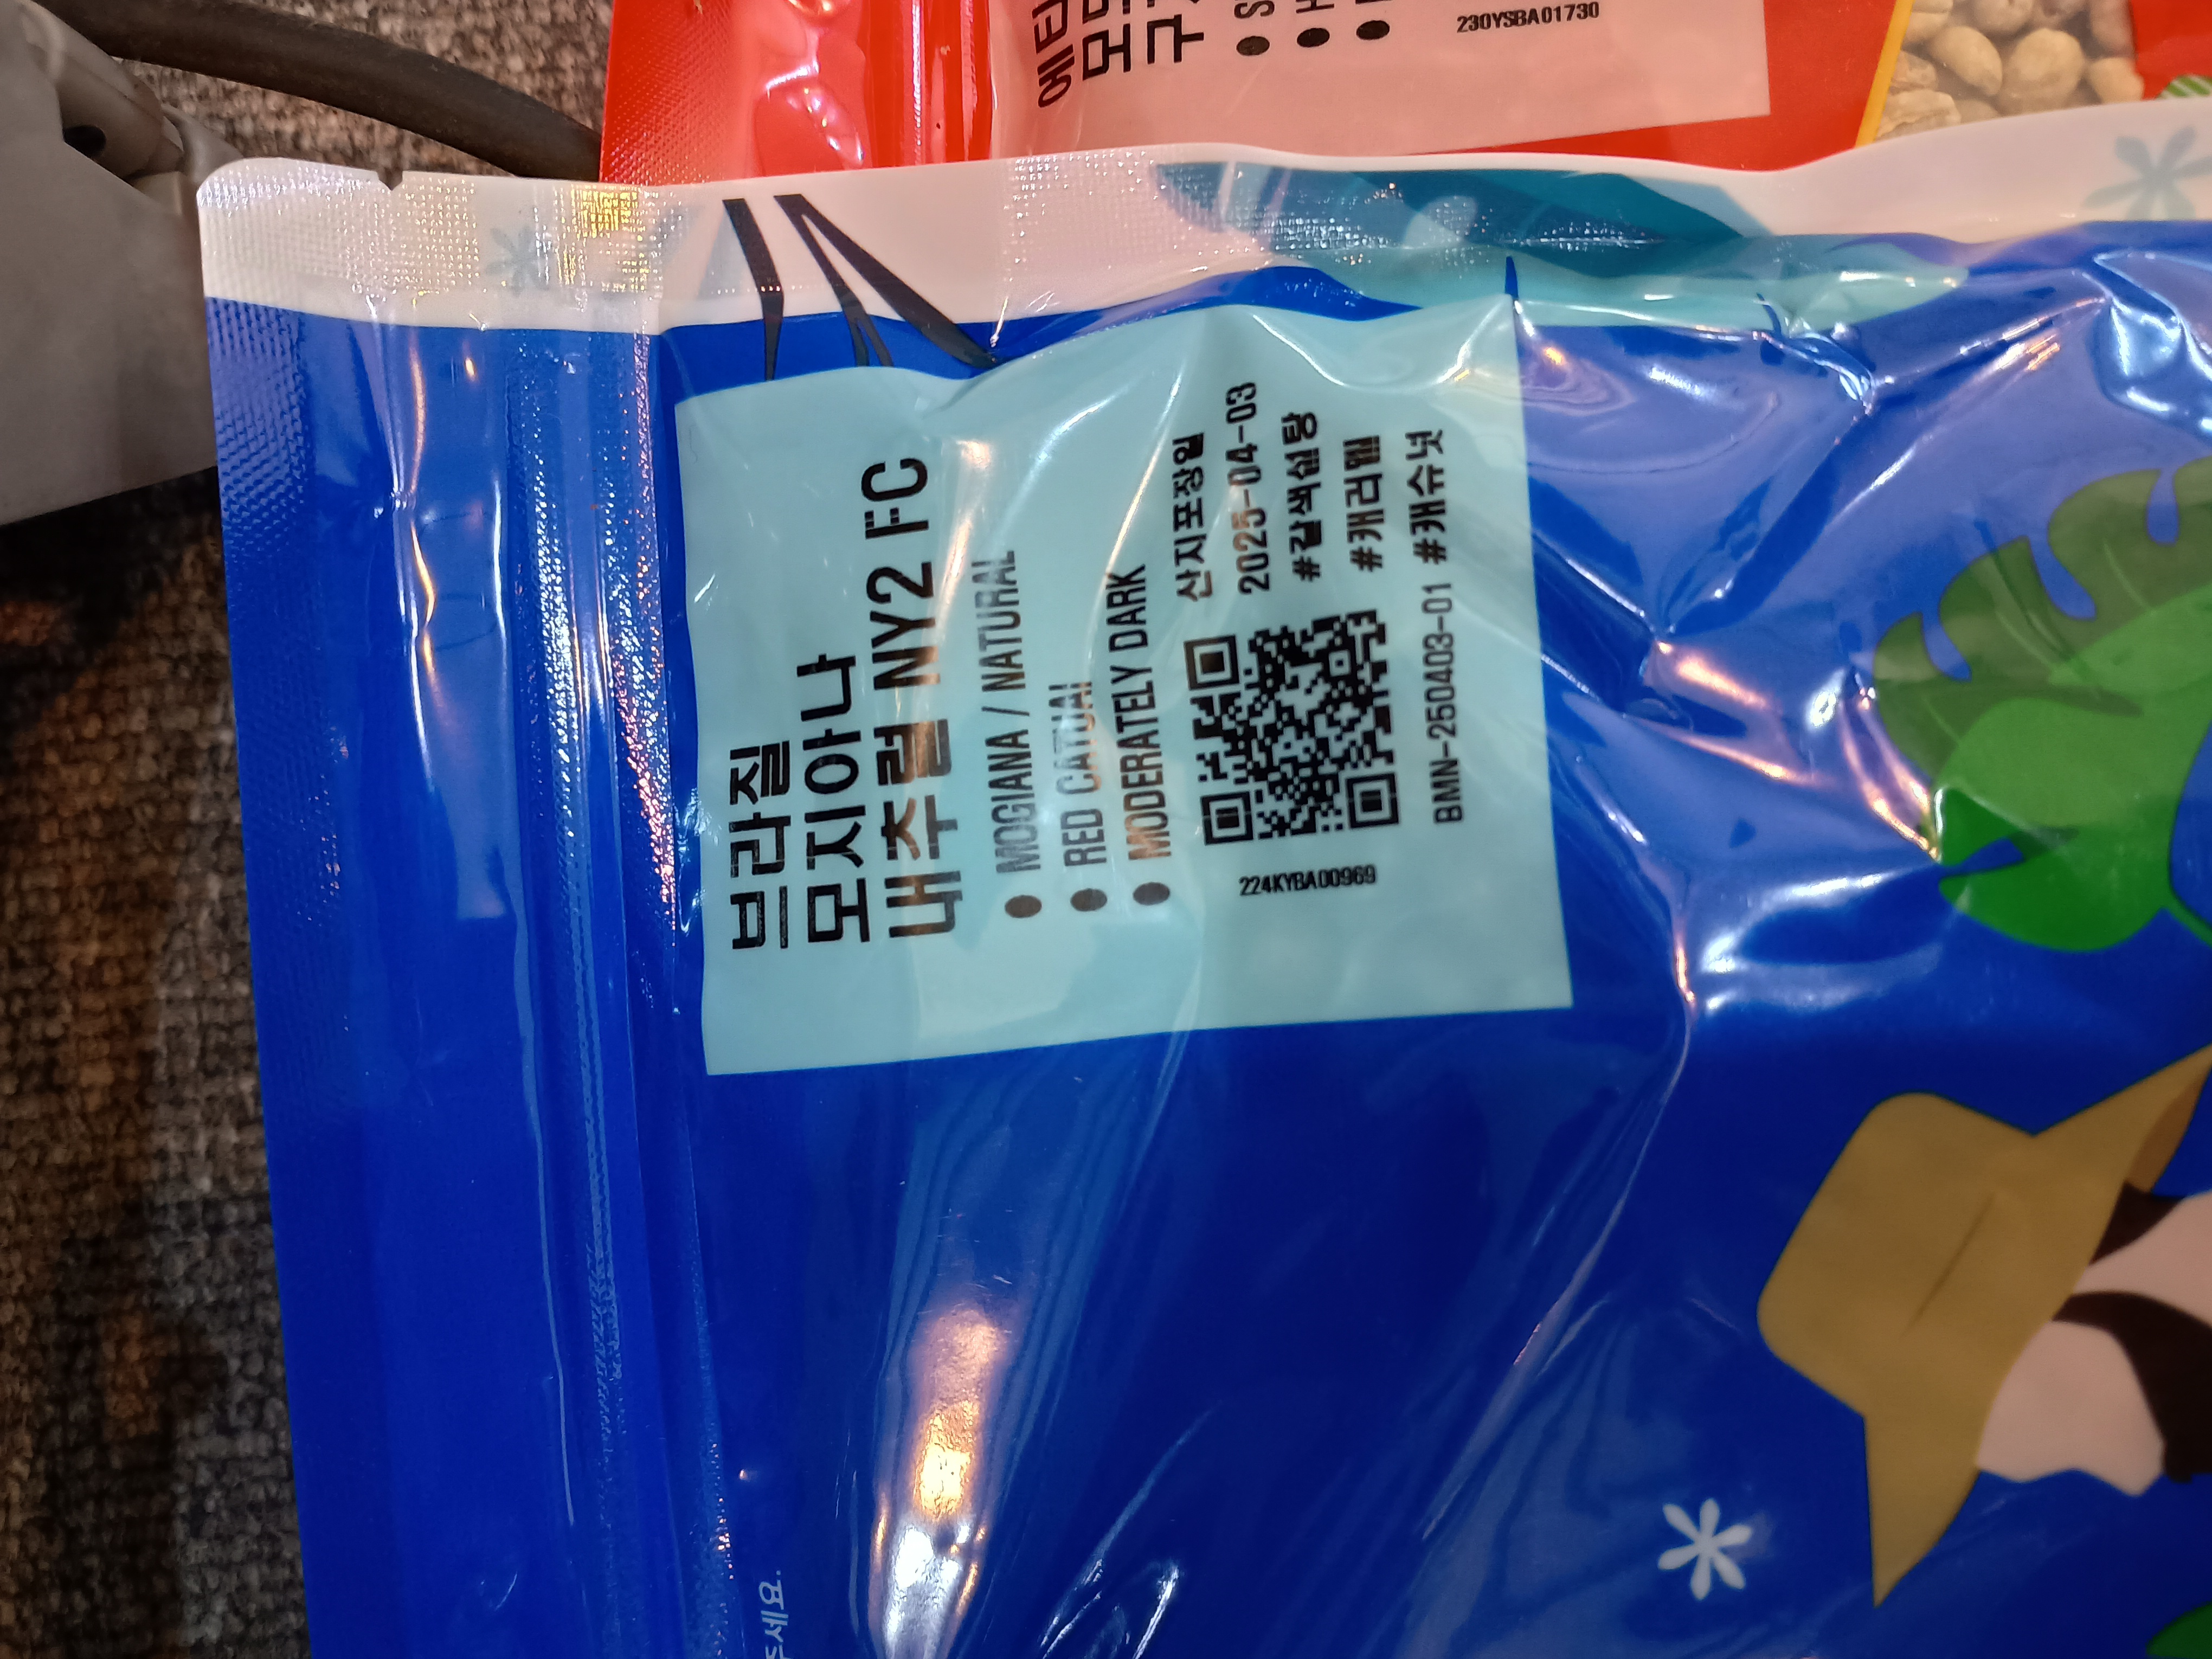 브라질
모지아나
내추럴 NY2 FC
MOGIANA / NATURAL
RED CATUAI
MODERATELY DARK
산지포장일
2025-04-03
#갈색설탕
#캐러멜
#캐슈넛
BMN-250403-01
224KYBA00969
230YSBA01730